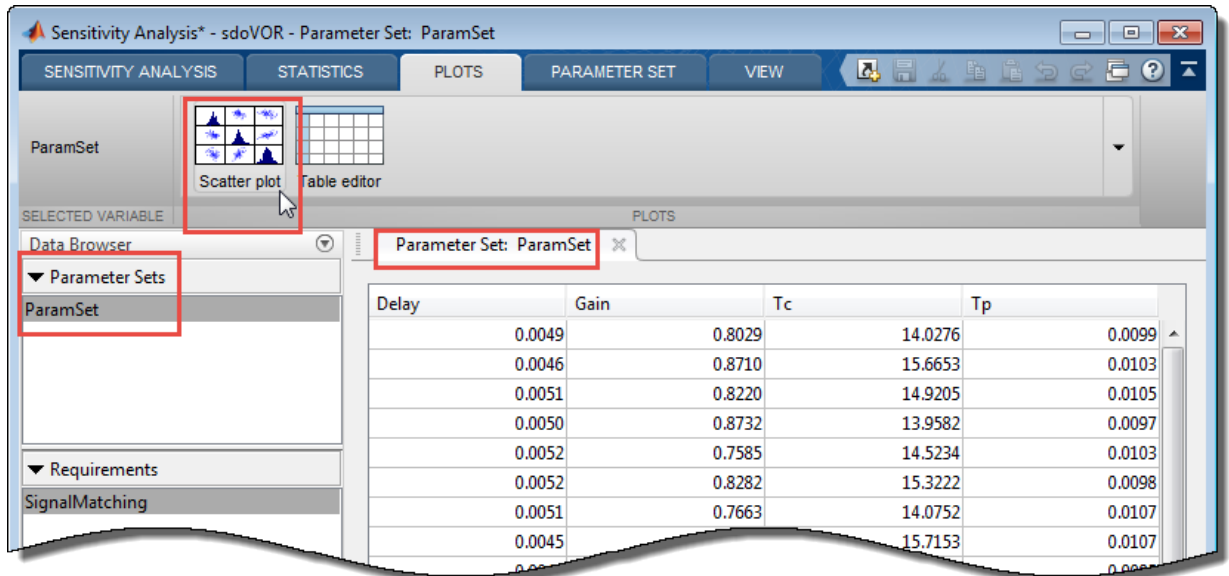 Sensitivity Analysis* - sdoVOR - Parameter Set: ParamSet
SENSITIVITY ANALYSIS STATISTICS PLOTS PARAMETER SET VIEW
ParamSet
Scatter plot Table editor
SELECTED VARIABLE PLOTS
Data Browser
Parameter Sets
ParamSet
Requirements
SignalMatching
Parameter Set: ParamSet
Delay Gain Tc Tp
0.0049 0.8029 14.0276 0.0099
0.0046 0.8710 15.6653 0.0103
0.0051 0.8220 14.9205 0.0105
0.0050 0.8732 13.9582 0.0097
0.0052 0.7585 14.5234 0.0103
0.0052 0.8282 15.3222 0.0098
0.0051 0.7663 14.0752 0.0107
0.0045 15.7153 0.0107